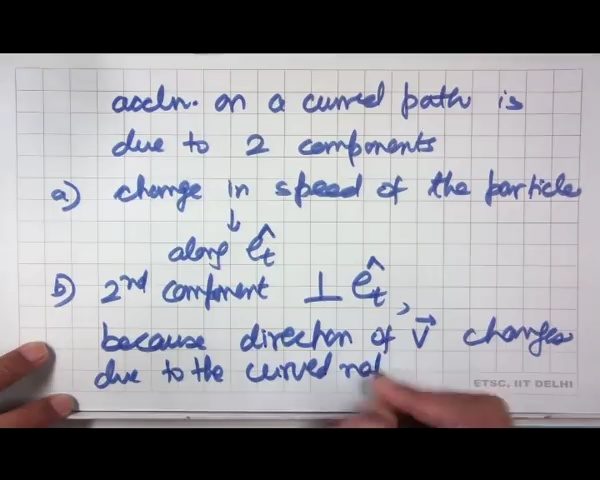 accln. on a curved path is
due to 2 components
a) change in speed of the particle
↓
along ê_t
b) 2nd component ⊥ ê_t,
because direction of v⃗ changes
due to the curved
ETSC, IIT DELHI